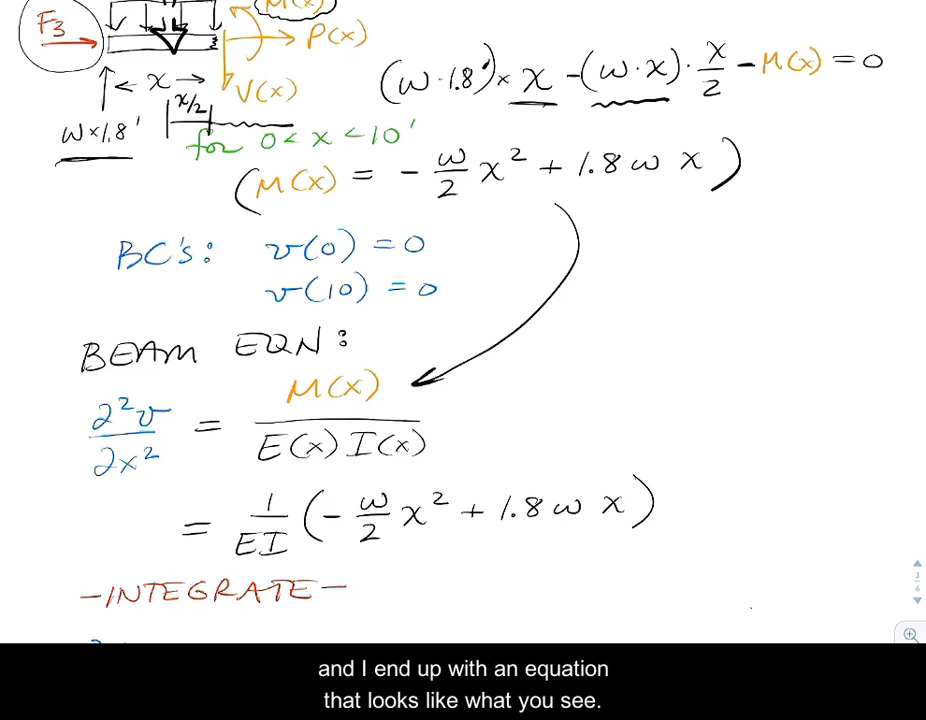 M(x)
F3
P(x)
x
V(x)
x/2
w×1.8'
for 0 < x < 10'
(w·1.8')× x -(w·x)· x/2 - M(x) = 0
(M(x) = - w/2 x² + 1.8 w x)
BC's: v(0) = 0
v(10) = 0
BEAM EQN:
∂²v/∂x² = M(x)/E(x) I(x)
= 1/EI (- w/2 x² + 1.8 w x)
-INTEGRATE-
3
6
and I end up with an equation
that looks like what you see.